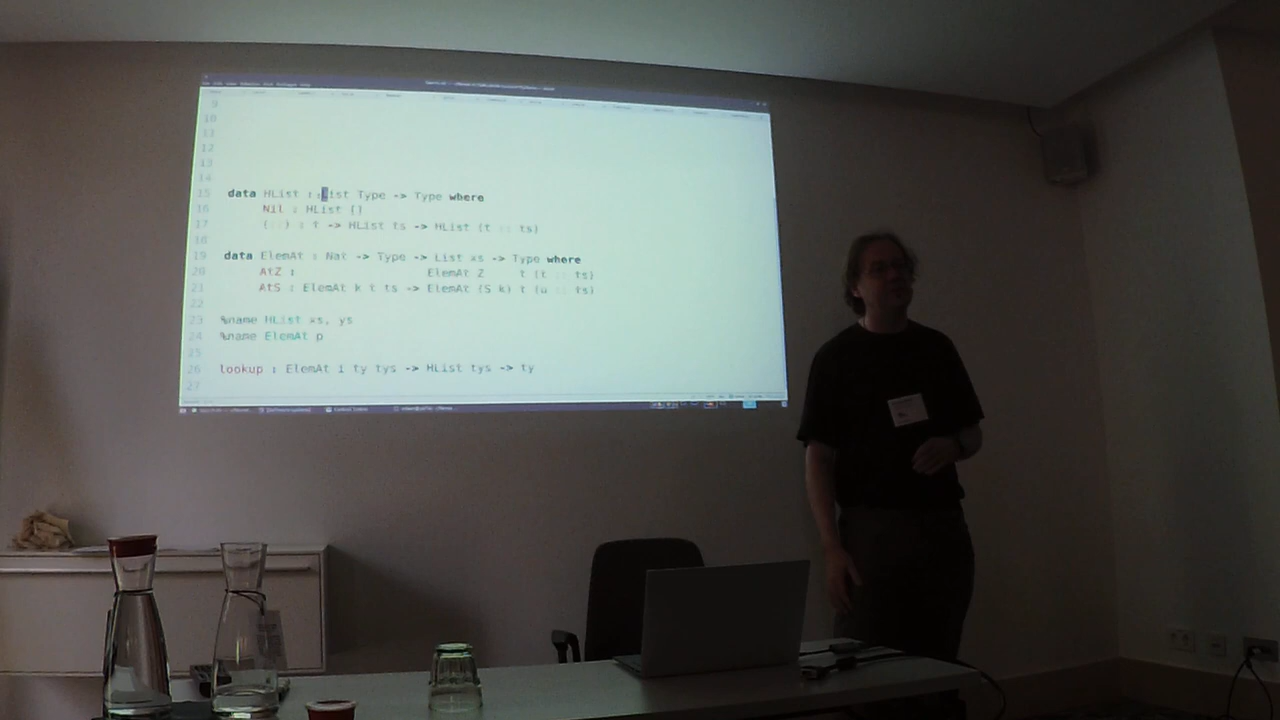 9
10
11
12
13
14
15 data HList : List Type -> Type where
16 Nil : HList []
17 (::) : t -> HList ts -> HList (t :: ts)
18
19 data ElemAt : Nat -> Type -> List xs -> Type where
20 AtZ : ElemAt Z t (t :: ts)
21 AtS : ElemAt k t ts -> ElemAt (S k) t (u :: ts)
22
23 %name HList xs, ys
24 %name ElemAt p
25
26 lookup : ElemAt i ty tys -> HList tys -> ty
27